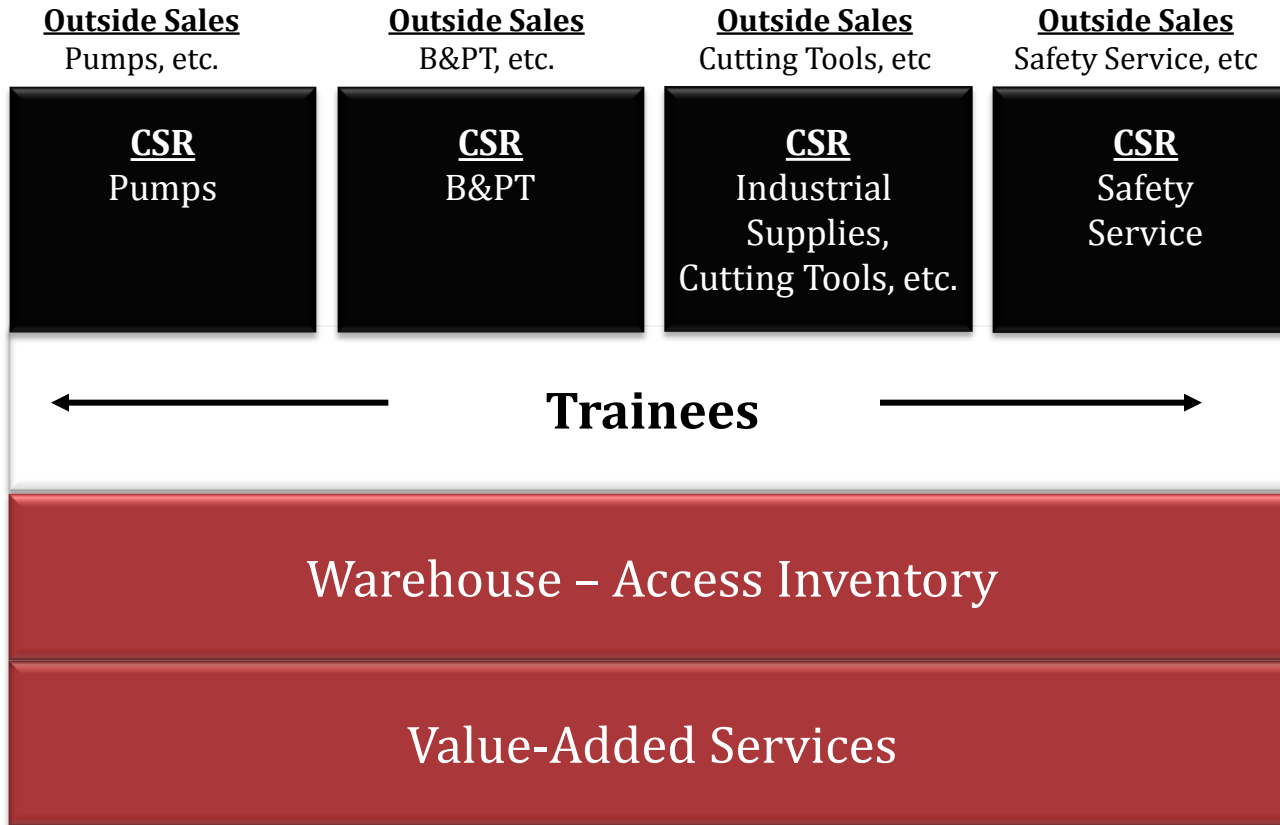 Outside Sales
Pumps, etc.
Outside Sales
B&PT, etc.
Outside Sales
Cutting Tools, etc
Outside Sales
Safety Service, etc
CSR
Pumps
CSR
B&PT
CSR
Industrial
Supplies,
Cutting Tools, etc.
CSR
Safety
Service
Trainees
Warehouse – Access Inventory
Value-Added Services